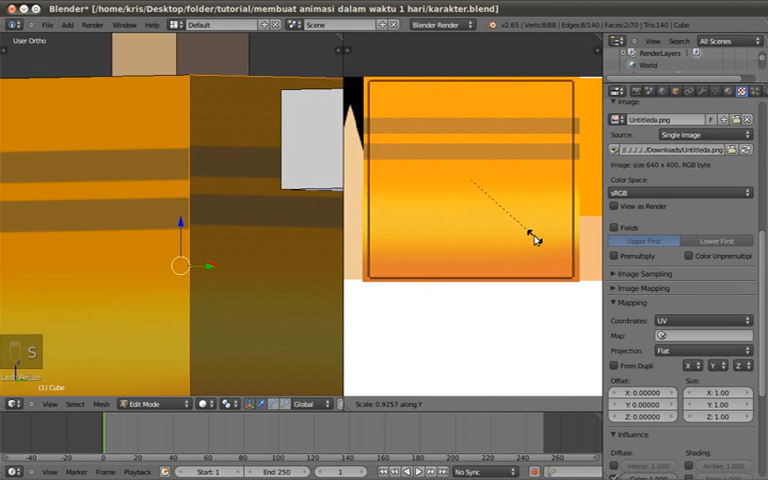 Blender* [/home/kris/Desktop/folder/tutorial/membuat animasi dalam waktu 1 hari/karakter.blend]
File Add Render Window Help Default Scene Blender Render v2.65 | Verts:8/88 | Edges:8/140 | Faces:2/70 | Tris:140 | Cube
User Ortho
View Search All Scenes
RenderLayers
World
Image
Untitleda.png F
Source: Single Image
//../../../Downloads/Untitleda.png
Image: size 640 x 400, RGB byte
Color Space:
sRGB
View as Render
Fields
Upper First Lower First
Premultiply Color Unpremultipl
Image Sampling
Image Mapping
Mapping
Coordinates: UV
Map:
Projection: Flat
From Dupli X Y Z
Offset: Size:
X: 0.00000 X: 1.00
Y: 0.00000 Y: 1.00
Z: 0.00000 Z: 1.00
Influence
Diffuse: Shading:
S
Last: Resize
(1) Cube
View Select Mesh Edit Mode Global
Scale: 0.9257 along Y
-40 -20 0 20 40 60 80 100 120 140 160 180 200 220 240 260
View Marker Frame Playback Start: 1 End: 250 1 No Sync